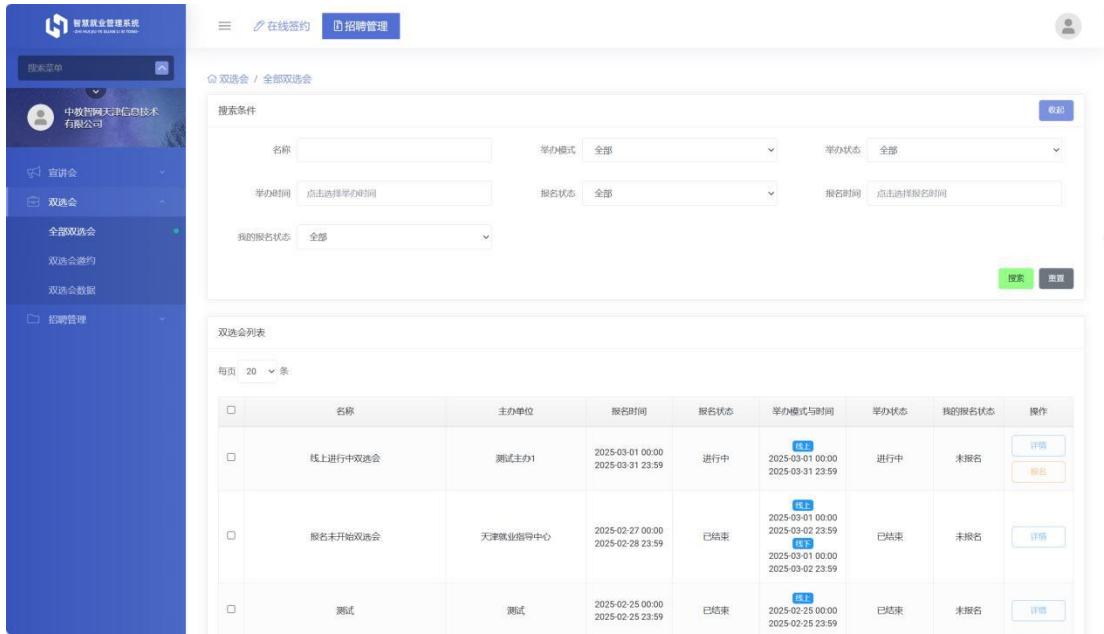 智慧就业管理系统
在线签约
招聘管理
搜索菜单
中教智网天津信息技术
有限公司
宣讲会
双选会
全部双选会
双选会邀约
双选会数据
招聘管理
双选会 / 全部双选会
搜索条件
收起
名称
举办模式 全部
举办状态 全部
举办时间 点击选择举办时间
报名状态 全部
报名时间 点击选择报名时间
我的报名状态 全部
搜索 重置
双选会列表
每页 20 条
名称 主办单位 报名时间 报名状态 举办模式与时间 举办状态 我的报名状态 操作
线上进行中双选会 测试主办1
2025-03-01 00:00
2025-03-31 23:59
进行中
线上
2025-03-01 00:00
2025-03-31 23:59
进行中 未报名
详情
报名
报名未开始双选会 天津就业指导中心
2025-02-27 00:00
2025-02-28 23:59
已结束
线上
2025-03-01 00:00
2025-03-02 23:59
线下
2025-03-01 00:00
2025-03-02 23:59
已结束 未报名 详情
测试 测试
2025-02-25 00:00
2025-02-25 23:59
已结束
线上
2025-02-25 00:00
2025-02-25 23:59
已结束 未报名 详情